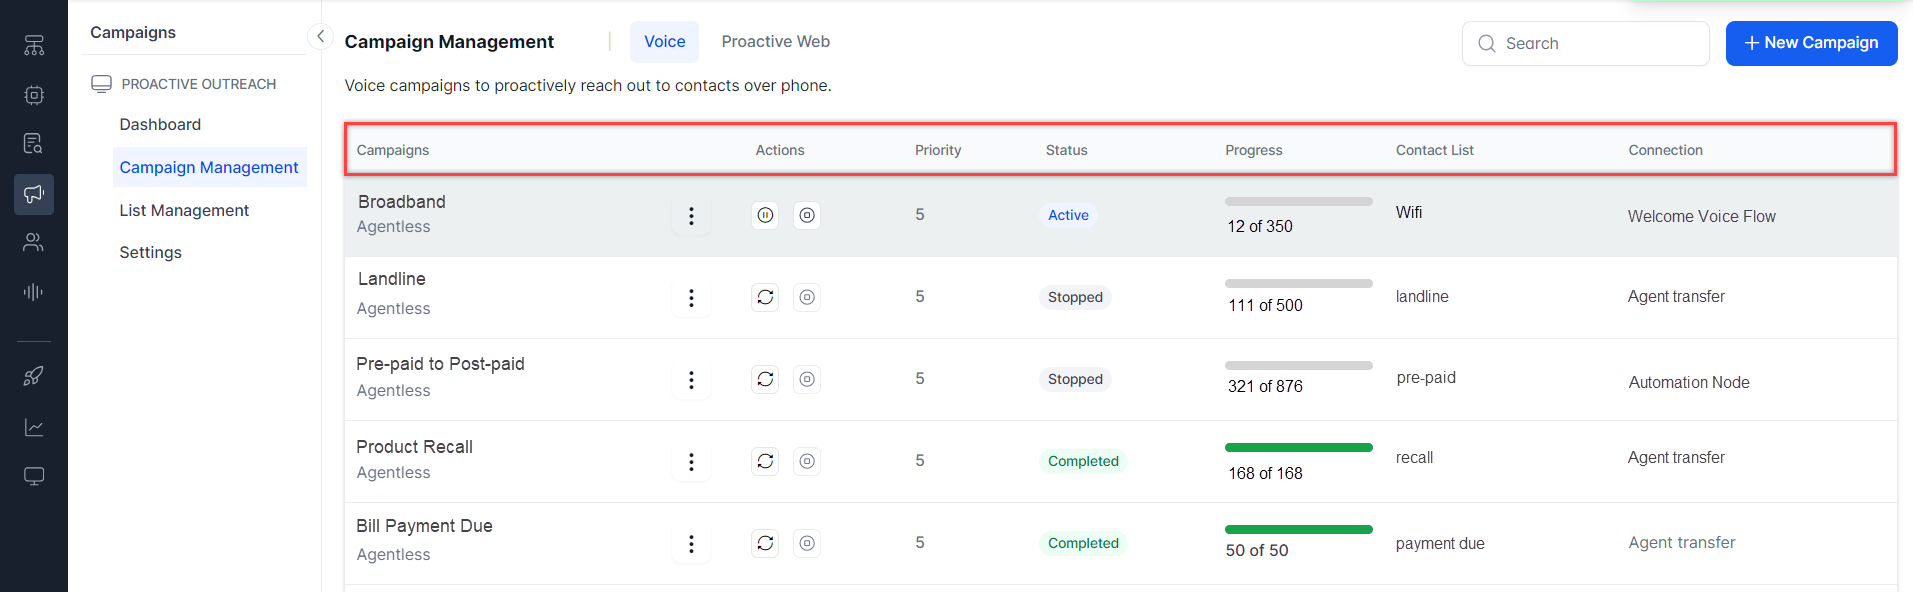 Campaigns
PROACTIVE OUTREACH
Dashboard
Campaign Management
List Management
Settings
Campaign Management Voice Proactive Web
Search
+ New Campaign
Voice campaigns to proactively reach out to contacts over phone.
Campaigns Actions Priority Status Progress Contact List Connection
Broadband
Agentless
5 Active 12 of 350 Wifi Welcome Voice Flow
Landline
Agentless
5 Stopped 111 of 500 landline Agent transfer
Pre-paid to Post-paid
Agentless
5 Stopped 321 of 876 pre-paid Automation Node
Product Recall
Agentless
5 Completed 168 of 168 recall Agent transfer
Bill Payment Due
Agentless
5 Completed 50 of 50 payment due Agent transfer